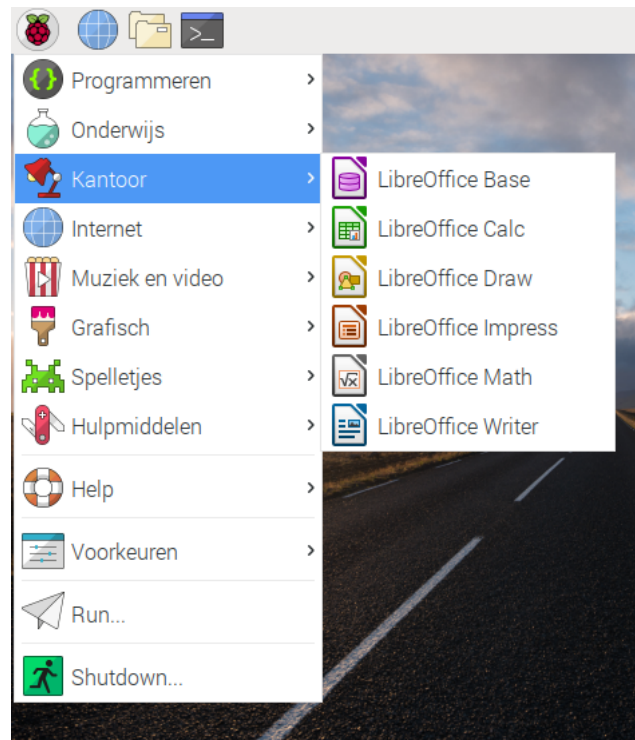 Programmeren
Onderwijs
Kantoor
Internet
Muziek en video
Grafisch
Spelletjes
Hulpmiddelen
Help
Voorkeuren
Run...
Shutdown...
LibreOffice Base
LibreOffice Calc
LibreOffice Draw
LibreOffice Impress
LibreOffice Math
LibreOffice Writer